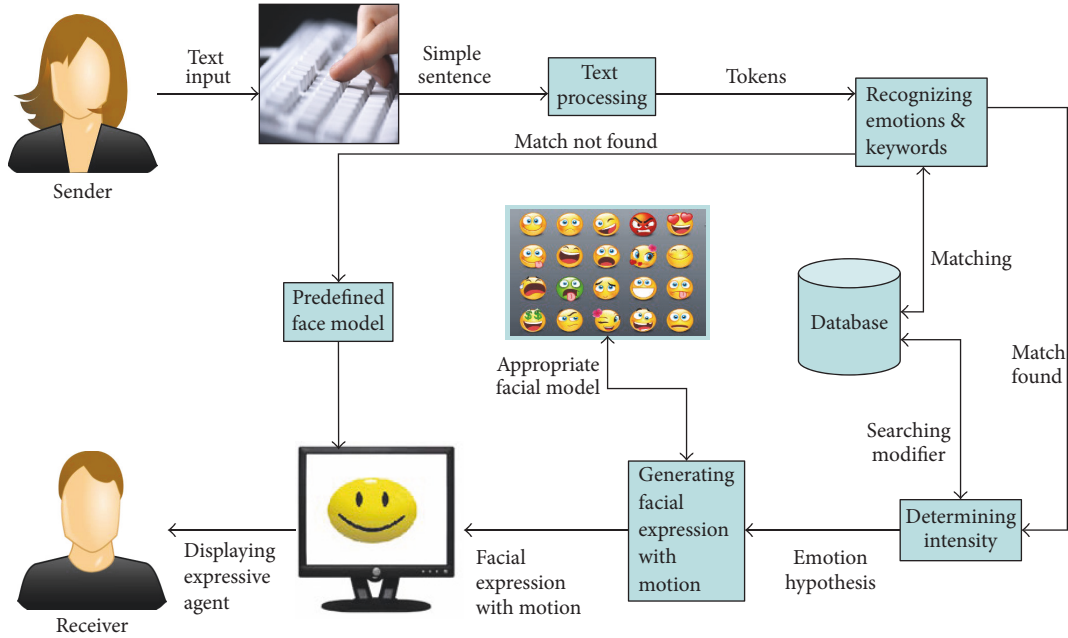 Text
input
Simple
sentence
Text
processing
Tokens
Recognizing
emotions &
keywords
Sender
Match not found
Matching
Predefined
face model
Database
Appropriate
facial model
Match
found
Searching
modifier
Generating
facial
expression
with
motion
Determining
intensity
Displaying
expressive
agent
Facial
expression
with motion
Emotion
hypothesis
Receiver